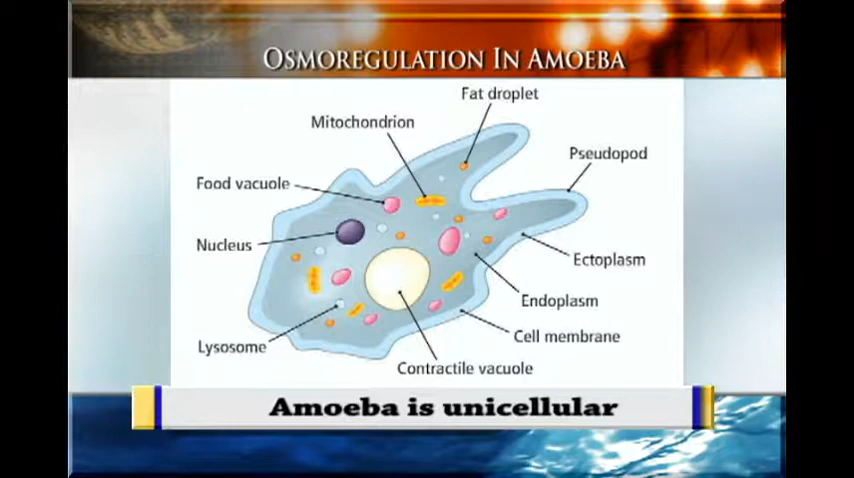 OSMOREGULATION IN AMOEBA
Fat droplet
Mitochondrion
Pseudopod
Food vacuole
Nucleus
Ectoplasm
Endoplasm
Cell membrane
Lysosome
Contractile vacuole
Amoeba is unicellular